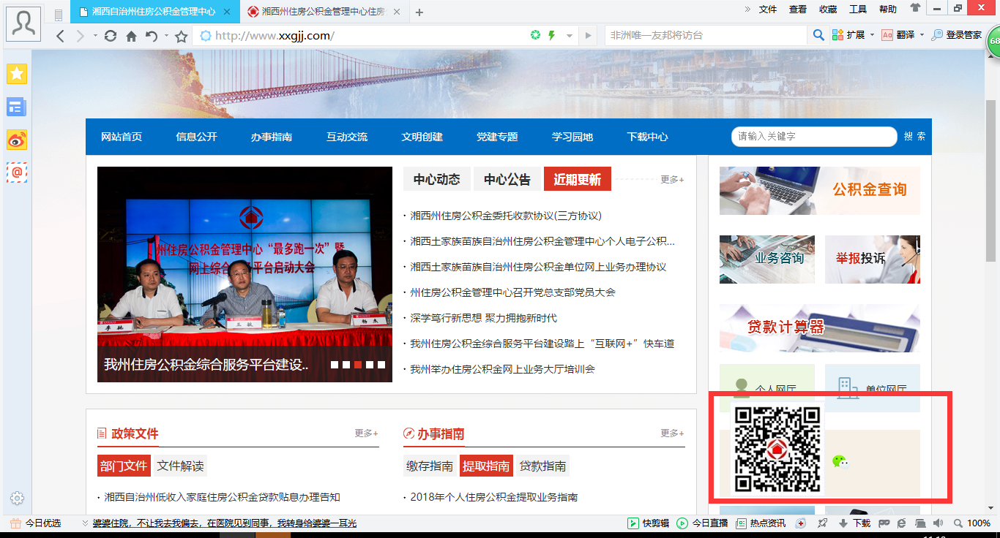 湘西自治州住房公积金管理中心
湘西州住房公积金管理中心住房
文件 查看 收藏 工具 帮助
http://www.xxgjj.com/
非洲唯一友邦将访台
扩展 翻译 登录管家
68
网站首页 信息公开 办事指南 互动交流 文明创建 党建专题 学习园地 下载中心
请输入关键字 搜 索
州住房公积金管理中心“最多跑一次”暨
网上综合服务平台启动大会
李驰 王敏 杨杰
我州住房公积金综合服务平台建设..
中心动态 中心公告 近期更新 更多+
· 湘西州住房公积金委托收款协议(三方协议)
· 湘西土家族苗族自治州住房公积金管理中心个人电子公积...
· 湘西土家族苗族自治州住房公积金单位网上业务办理协议
· 州住房公积金管理中心召开党总支部党员大会
· 深学笃行新思想 聚力拥抱新时代
· 我州住房公积金综合服务平台建设踏上“互联网+”快车道
· 我州举办住房公积金网上业务大厅培训会
公积金查询
业务咨询 举报投诉
贷款计算器
个人网厅 单位网厅
政策文件 更多+
部门文件 文件解读
· 湘西自治州低收入家庭住房公积金贷款贴息办理告知
办事指南 更多+
缴存指南 提取指南 贷款指南
· 2018年个人住房公积金提取业务指南
今日优选 婆婆住院，不让我去我偏去，在医院见到同事，我转身给婆婆一耳光
快剪辑 今日直播 热点资讯 下载 100%